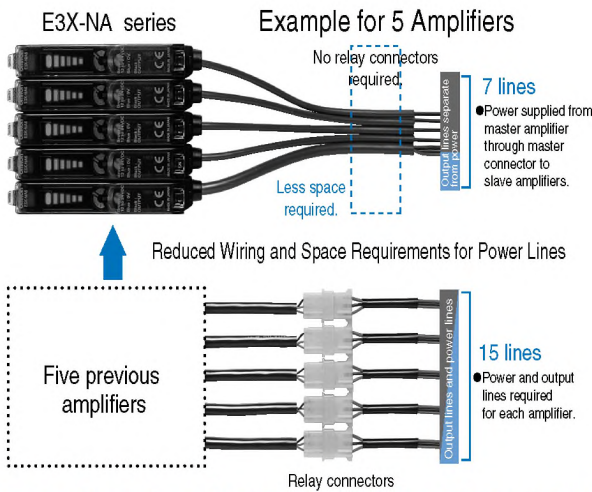 E3X-NA series
Example for 5 Amplifiers
No relay connectors
required.
Less space
required.
Output lines separate
from power
7 lines
●Power supplied from
master amplifier
through master
connector to
slave amplifiers.
Reduced Wiring and Space Requirements for Power Lines
Five previous
amplifiers
Output lines and power lines
15 lines
●Power and output
lines required
for each amplifier.
Relay connectors